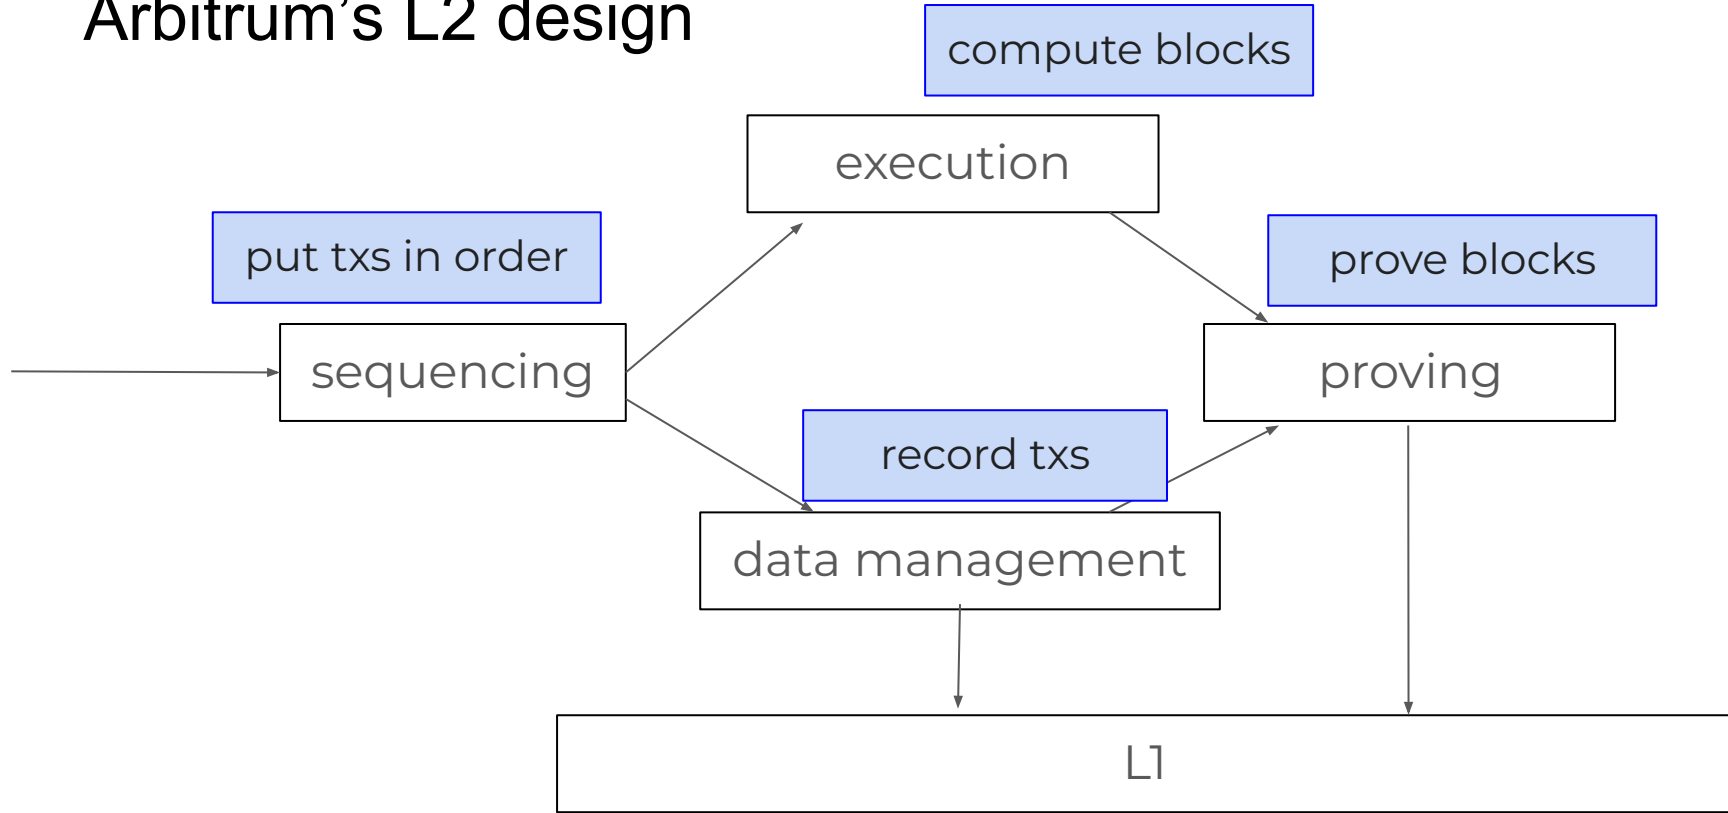 Arbitrum's L2 design
compute blocks
execution
put txs in order
prove blocks
sequencing
proving
record txs
data management
L1